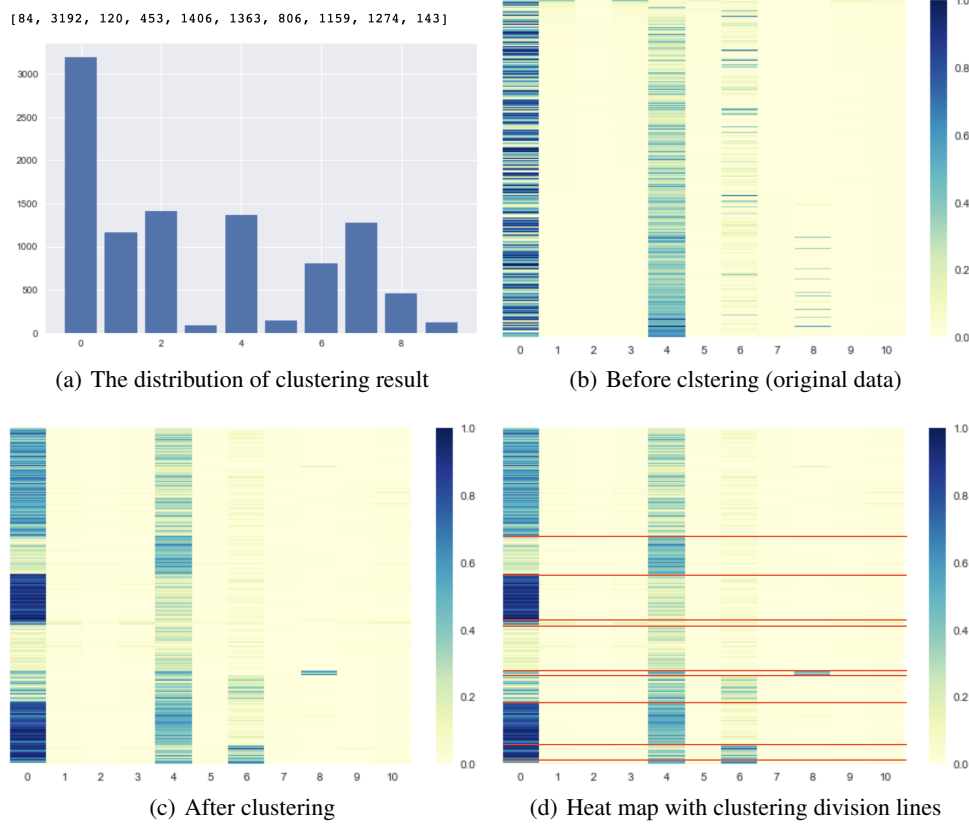 [84, 3192, 120, 453, 1406, 1363, 806, 1159, 1274, 143]
3000
2500
2000
1500
1000
500
0
0 2 4 6 8
(a) The distribution of clustering result
1.0
0.8
0.6
0.4
0.2
0.0
0 1 2 3 4 5 6 7 8 9 10
(b) Before clstering (original data)
1.0
0.8
0.6
0.4
0.2
0.0
0 1 2 3 4 5 6 7 8 9 10
(c) After clustering
1.0
0.8
0.6
0.4
0.2
0.0
0 1 2 3 4 5 6 7 8 9 10
(d) Heat map with clustering division lines